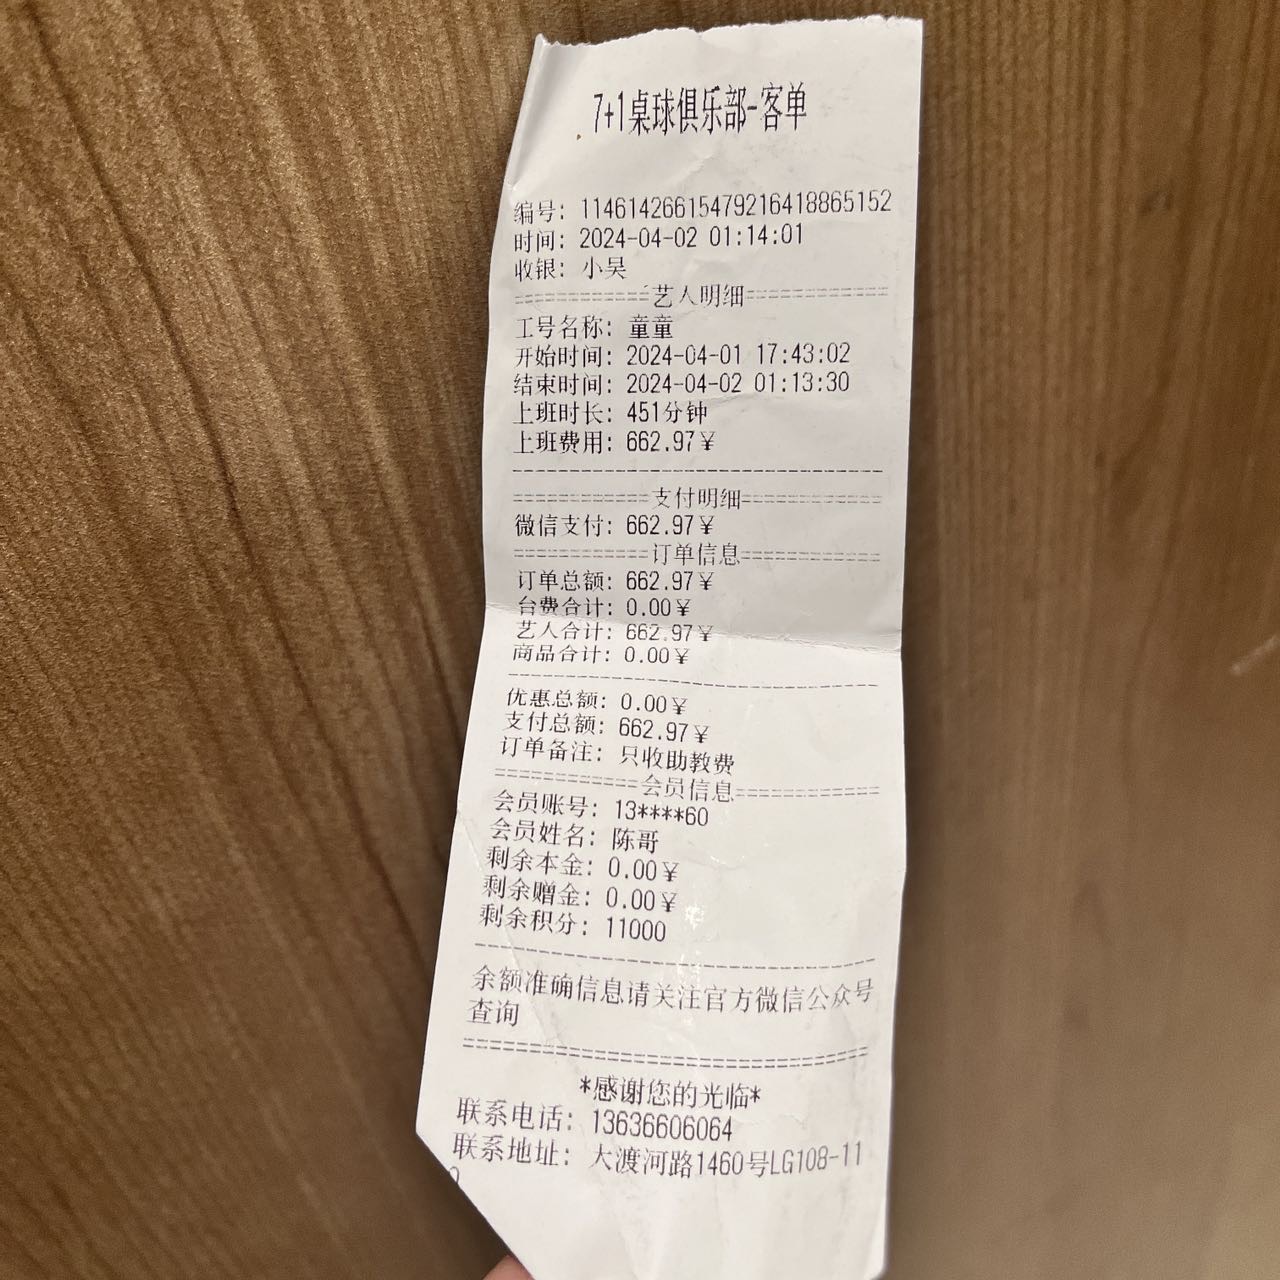 7+1桌球俱乐部-客单
编号: 1146142661547921641886515​2
时间: 2024-04-02 01:14:01
收银: 小吴
============艺人明细============
工号名称: 童童
开始时间: 2024-04-01 17:43:02
结束时间: 2024-04-02 01:13:30
上班时长: 451分钟
上班费用: 662.97¥
============支付明细============
微信支付: 662.97¥
============订单信息============
订单总额: 662.97¥
台费合计: 0.00¥
艺人合计: 662.97¥
商品合计: 0.00¥
优惠总额: 0.00¥
支付总额: 662.97¥
订单备注: 只收助教费
============会员信息============
会员账号: 13****60
会员姓名: 陈哥
剩余本金: 0.00¥
剩余赠金: 0.00¥
剩余积分: 11000
余额准确信息请关注官方微信公众号
查询
*感谢您的光临*
联系电话: 13636606064
联系地址: 大渡河路1460号LG108-11